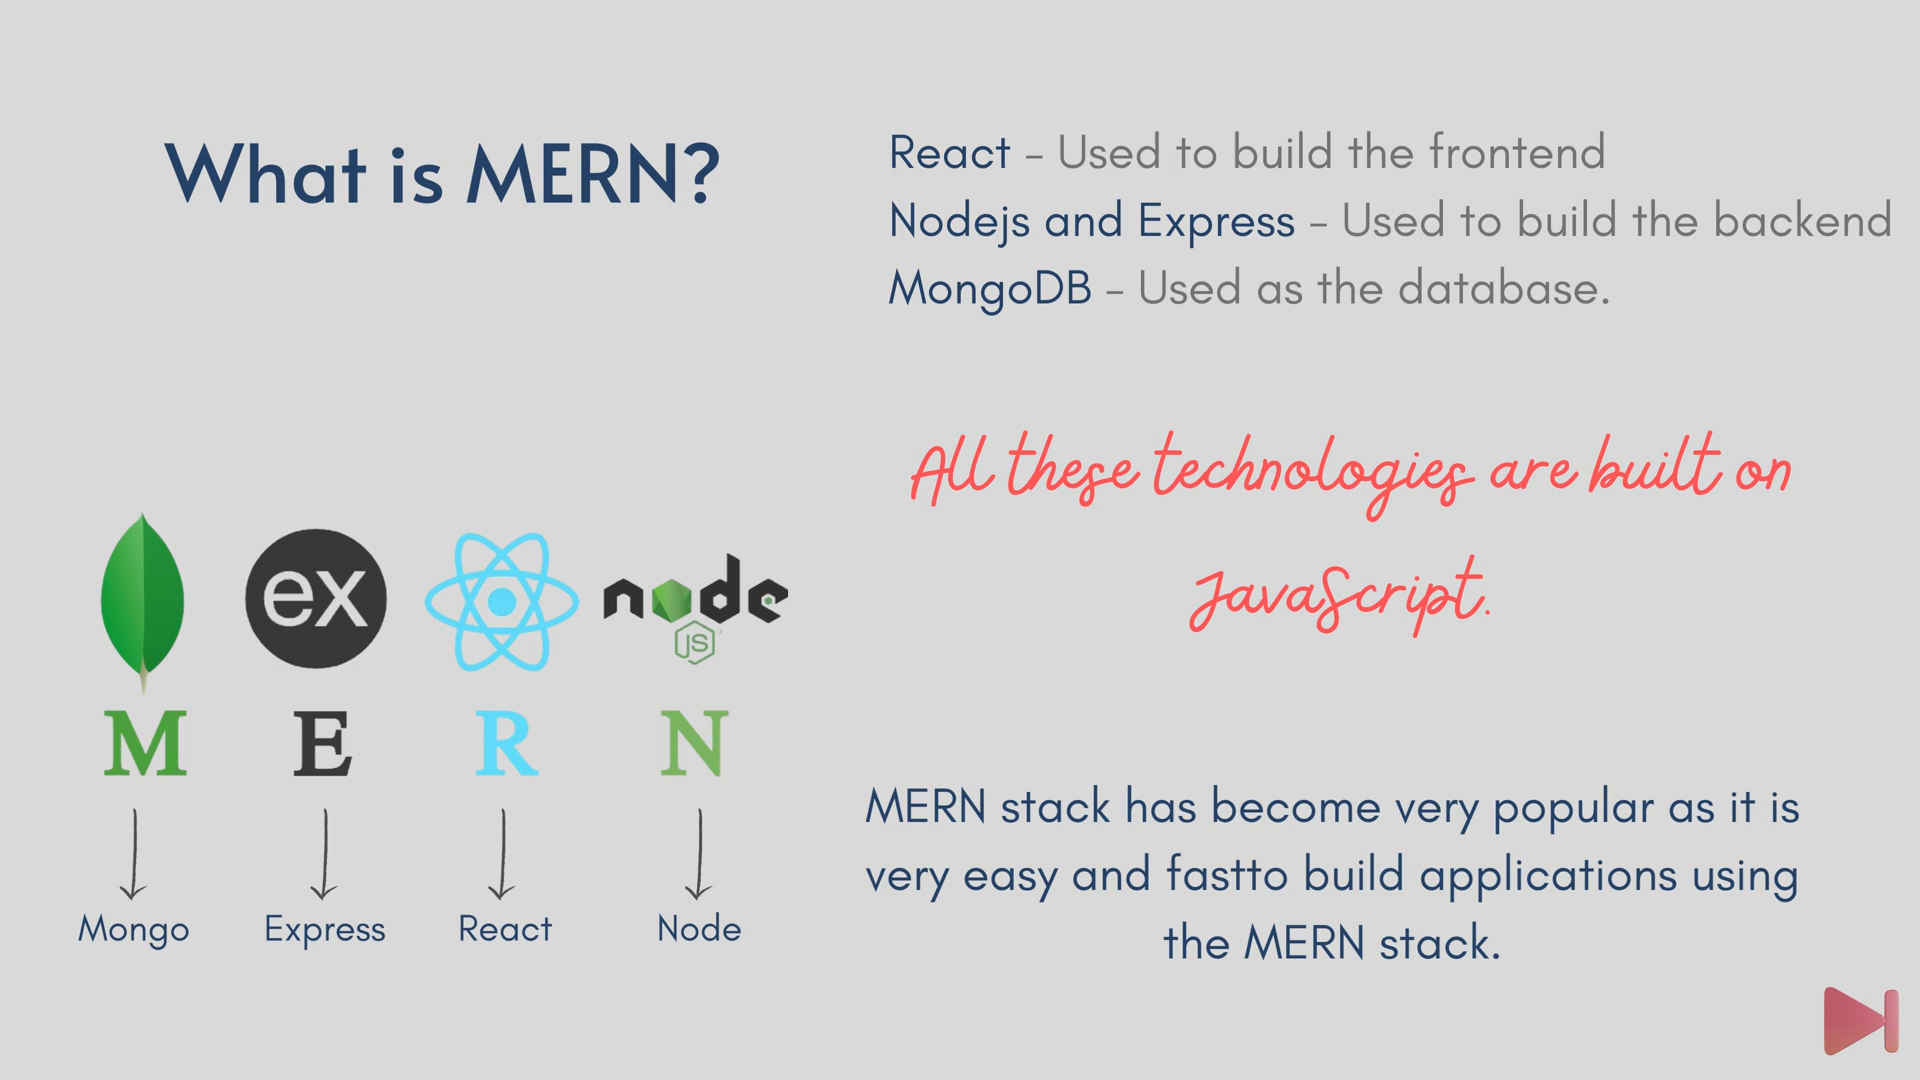 What is MERN?
React - Used to build the frontend
Nodejs and Express - Used to build the backend
MongoDB - Used as the database.
All these technologies are built on
JavaScript.
ex
node
JS
M E R N
Mongo Express React Node
MERN stack has become very popular as it is
very easy and fastto build applications using
the MERN stack.